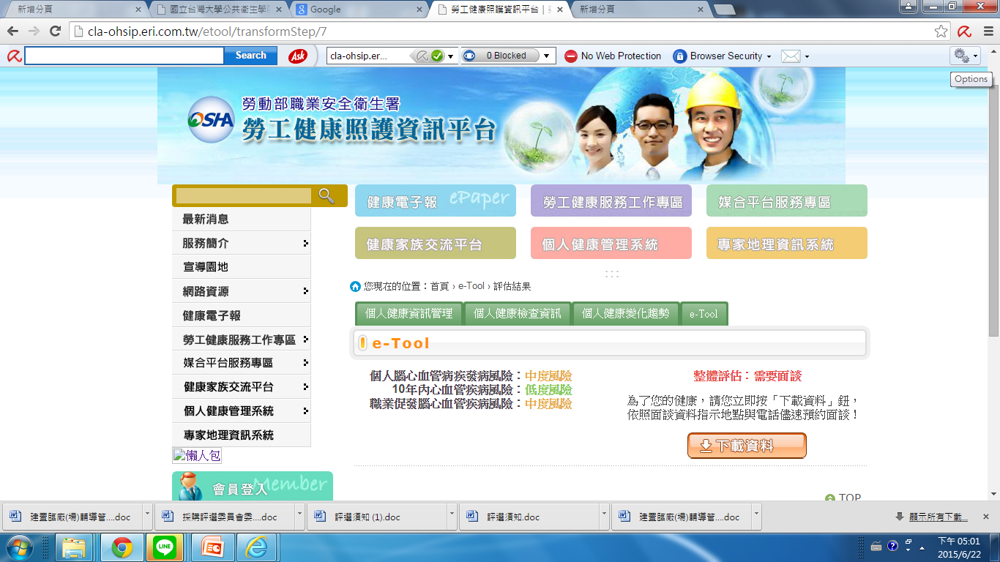 新增分頁
國立台灣大學公共衛生學
Google
勞工健康照護資訊平台 |
新增分頁
cla-ohsip.eri.com.tw/etool/transformStep/7
Search
Ask
cla-ohsip.er...
0 Blocked
No Web Protection
Browser Security
Options
OSHA
勞動部職業安全衛生署
勞工健康照護資訊平台
健康電子報 ePaper
勞工健康服務工作專區
媒合平台服務專區
健康家族交流平台
個人健康管理系統
專家地理資訊系統
最新消息
服務簡介
宣導園地
網路資源
健康電子報
勞工健康服務工作專區
媒合平台服務專區
健康家族交流平台
個人健康管理系統
專家地理資訊系統
懶人包
會員登入 Member
您現在的位置：首頁 › e-Tool › 評估結果
個人健康資訊管理
個人健康檢查資訊
個人健康變化趨勢
e-Tool
e-Tool
個人腦心血管病疾發病風險：中度風險
10年內心血管疾病風險：低度風險
職業促發腦心血管疾病風險：中度風險
整體評估：需要面談
為了您的健康，請您立即按「下載資料」鈕，
依照面談資料指示地點與電話儘速預約面談！
下載資料
TOP
建置臨廠(場)輔導管....doc
採購評選委員會委....doc
評選須知 (1).doc
評選須知.doc
建置臨廠(場)輔導管....doc
顯示所有下載...
LINE
下午 05:01
2015/6/22